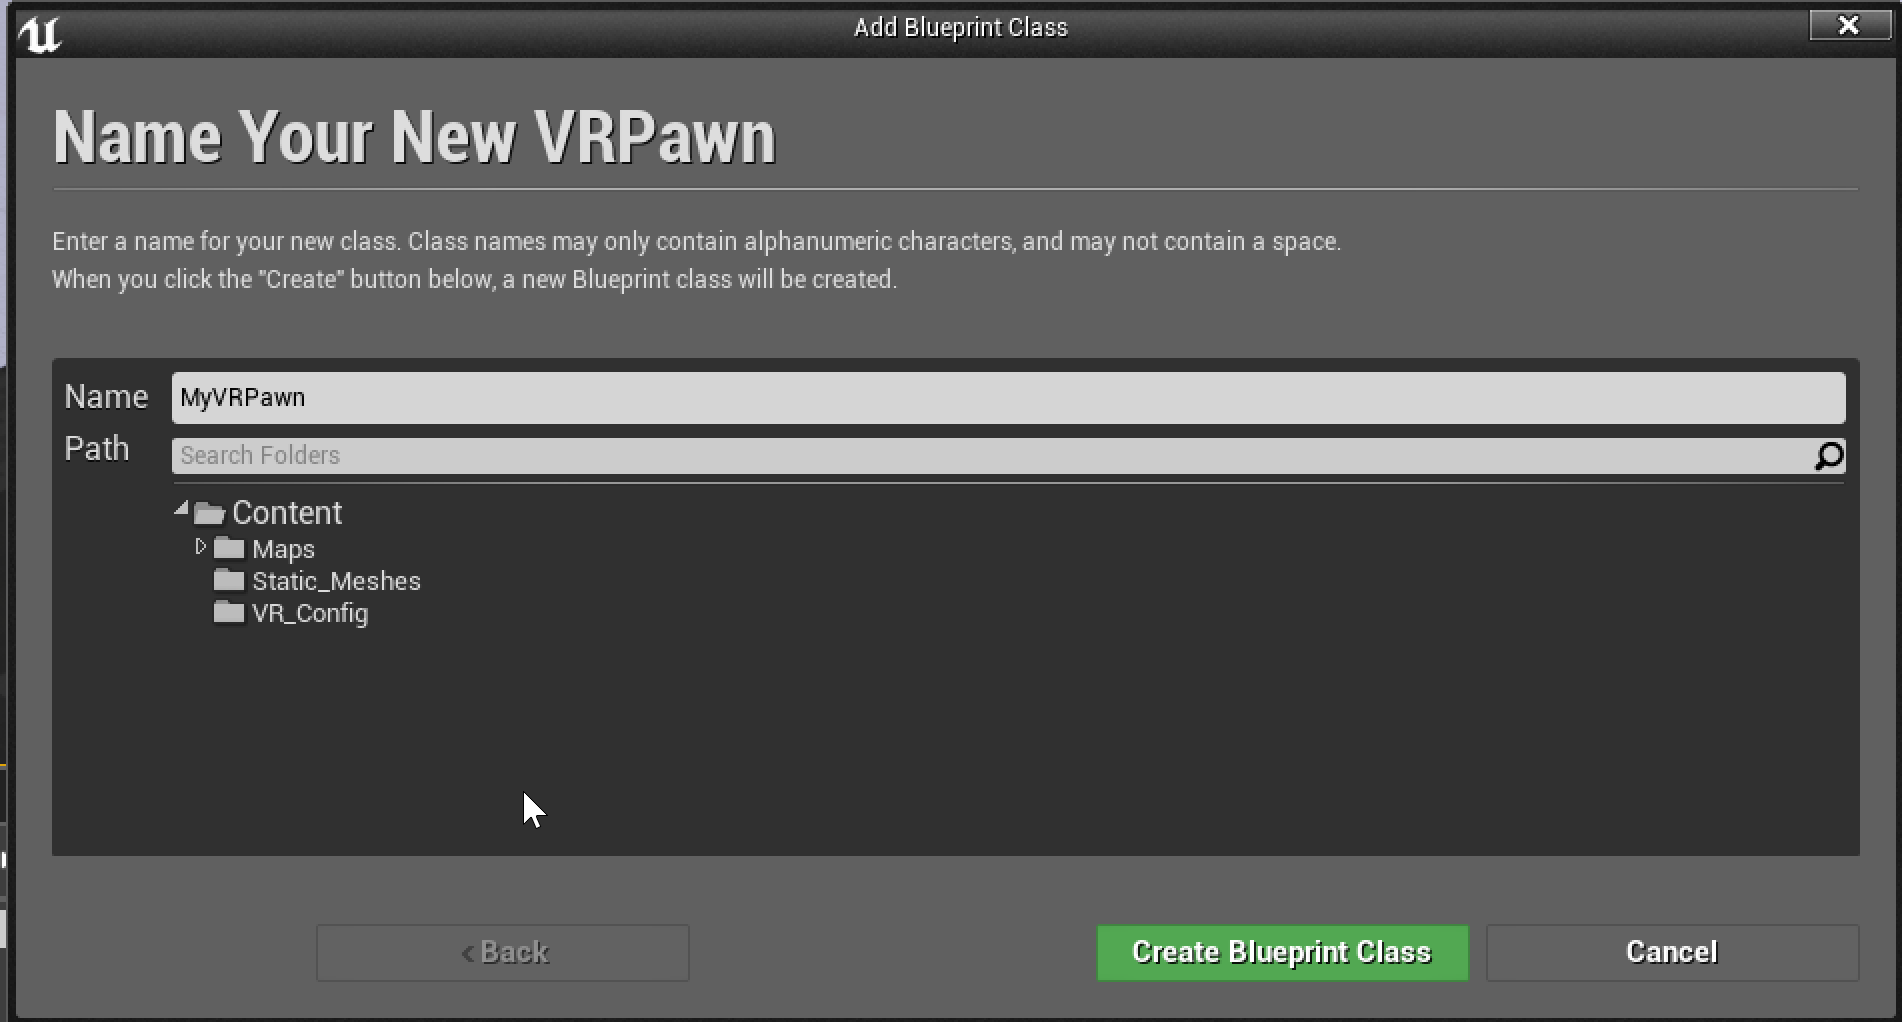 Add Blueprint Class
Name Your New VRPawn
Enter a name for your new class. Class names may only contain alphanumeric characters, and may not contain a space.
When you click the "Create" button below, a new Blueprint class will be created.
Name
MyVRPawn
Path
Search Folders
Content
Maps
Static_Meshes
VR_Config
< Back
Create Blueprint Class
Cancel